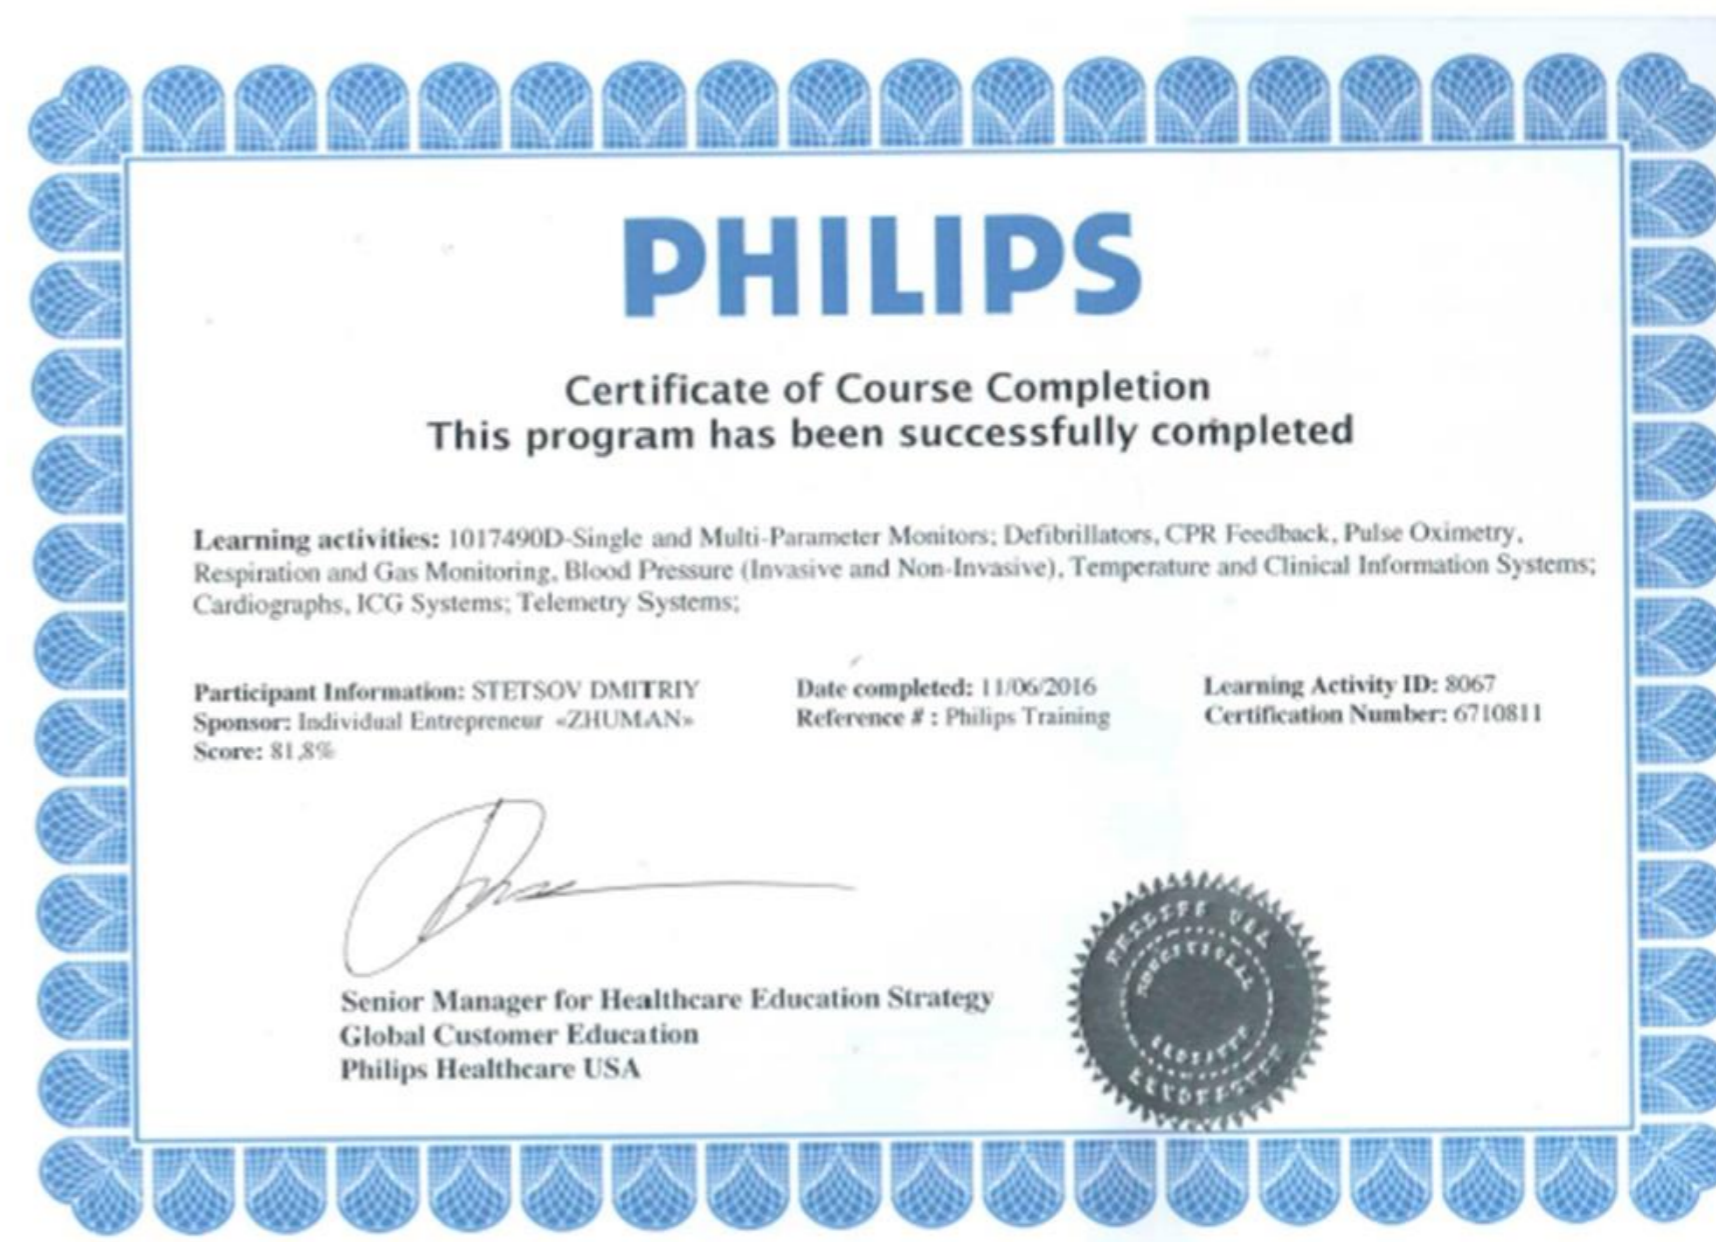 PHILIPS
Certificate of Course Completion
This program has been successfully completed
Learning activities: 1017490D-Single and Multi-Parameter Monitors; Defibrillators, CPR Feedback, Pulse Oximetry,
Respiration and Gas Monitoring, Blood Pressure (Invasive and Non-Invasive), Temperature and Clinical Information Systems;
Cardiographs, ICG Systems; Telemetry Systems;
Participant Information: STETSOV DMITRIY
Sponsor: Individual Entrepreneur «ZHUMAN»
Score: 81,8%
Date completed: 11/06/2016
Reference # : Philips Training
Learning Activity ID: 8067
Certification Number: 6710811
Senior Manager for Healthcare Education Strategy
Global Customer Education
Philips Healthcare USA